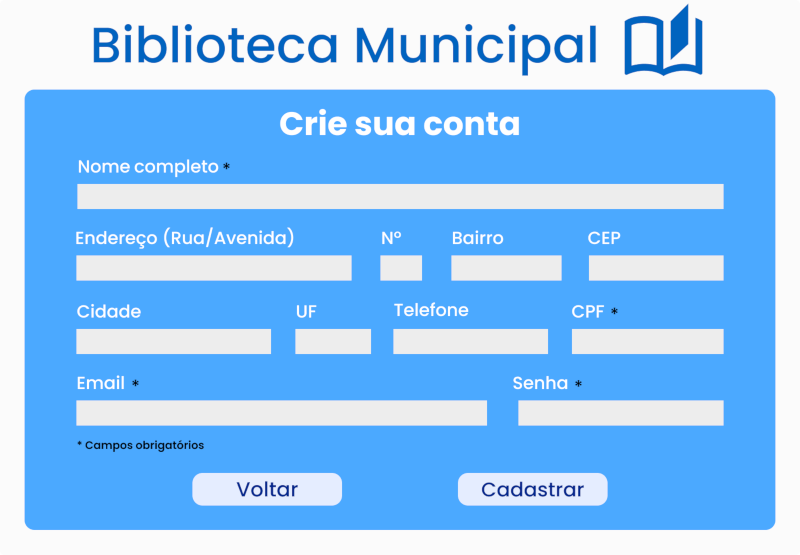 Biblioteca Municipal
Crie sua conta
Nome completo *
Endereço (Rua/Avenida) Nº Bairro CEP
Cidade UF Telefone CPF *
Email * Senha *
* Campos obrigatórios
Voltar Cadastrar